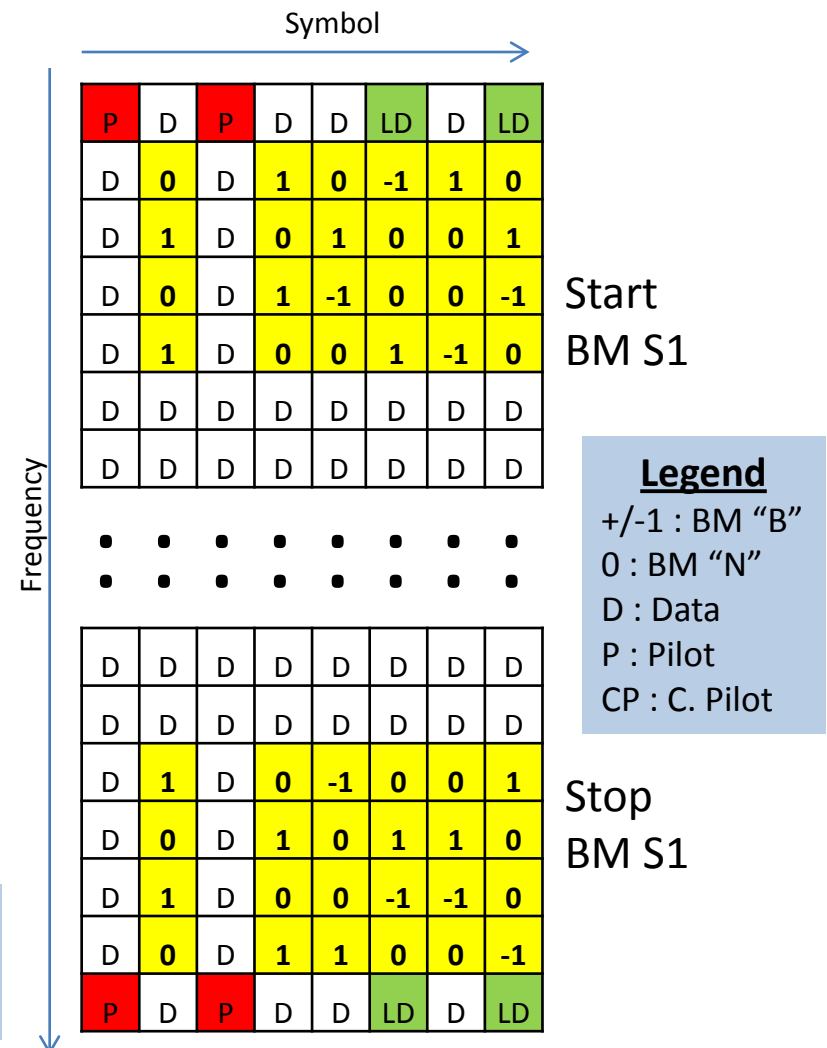 Symbol
Frequency
P D P D D LD D LD
D 0 D 1 0 -1 1 0
D 1 D 0 1 0 0 1
D 0 D 1 -1 0 0 -1
D 1 D 0 0 1 -1 0
D D D D D D D D
D D D D D D D D
Start
BM S1
Legend
+/-1 : BM “B”
0 : BM “N”
D : Data
P : Pilot
CP : C. Pilot
D D D D D D D D
D D D D D D D D
D 1 D 0 -1 0 0 1
D 0 D 1 0 1 1 0
D 1 D 0 0 -1 -1 0
D 0 D 1 1 0 0 -1
P D P D D LD D LD
Stop
BM S1